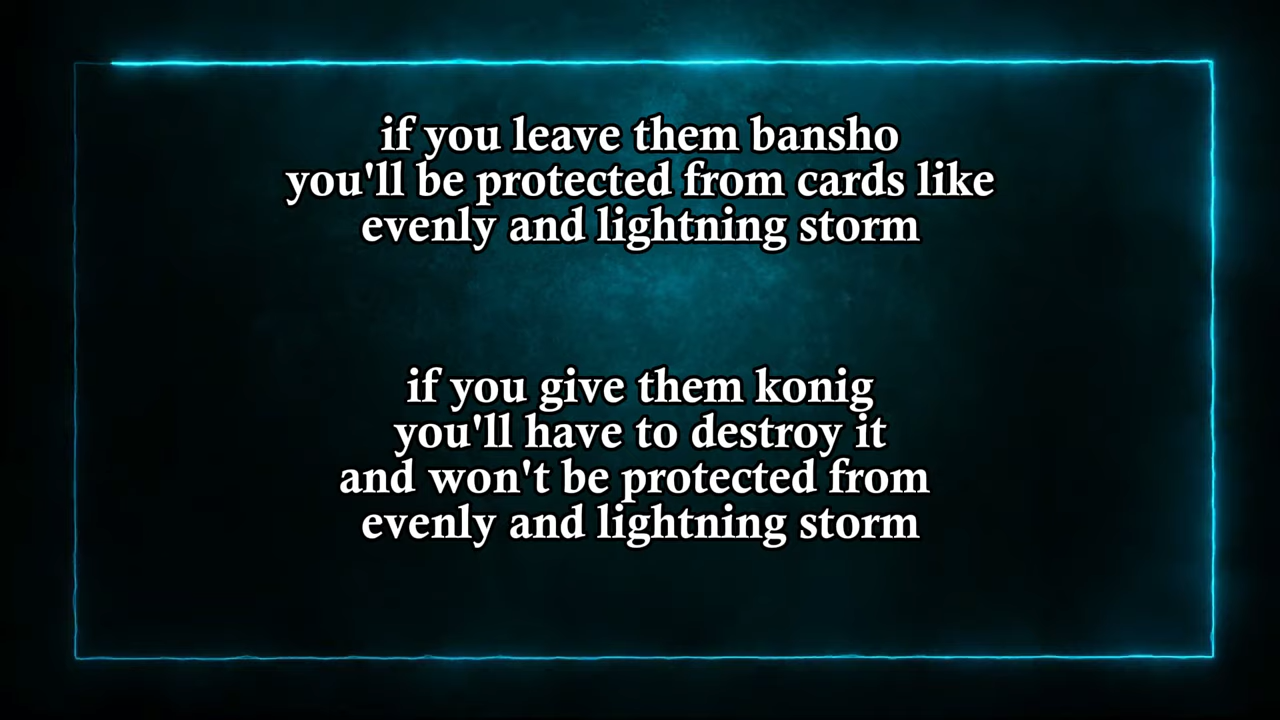 if you leave them bansho
you'll be protected from cards like
evenly and lightning storm
if you give them konig
you'll have to destroy it
and won't be protected from
evenly and lightning storm